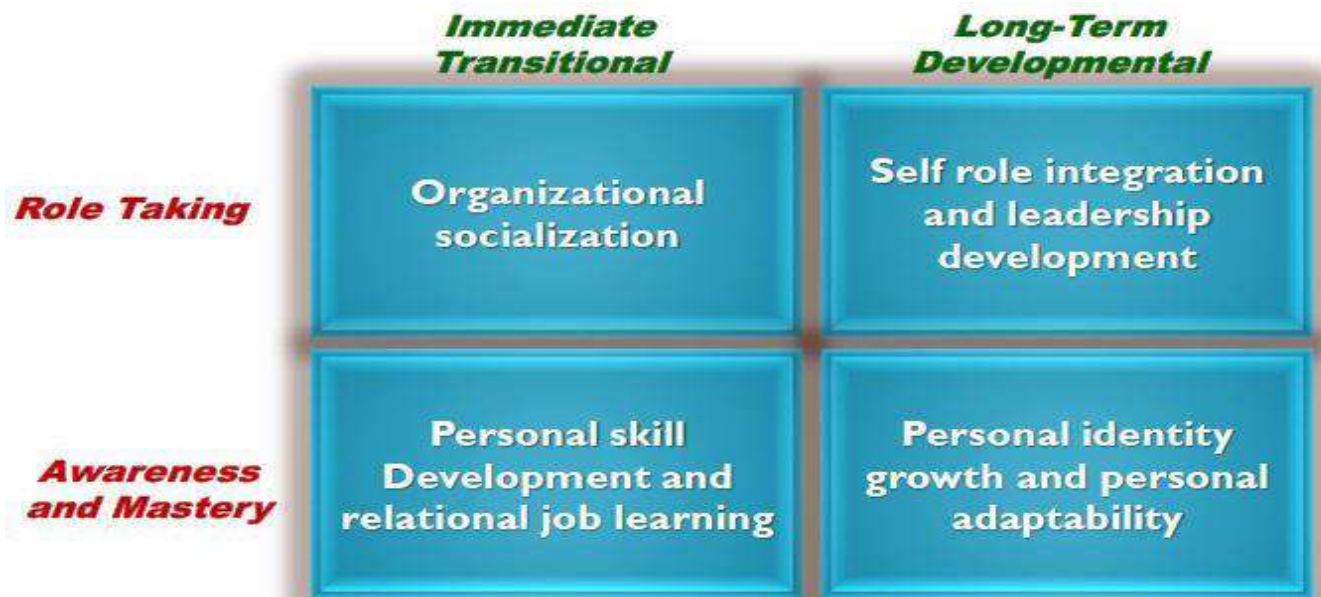 Immediate
Transitional
Long-Term
Developmental
Role Taking
Organizational
socialization
Self role integration
and leadership
development
Awareness
and Mastery
Personal skill
Development and
relational job learning
Personal identity
growth and personal
adaptability